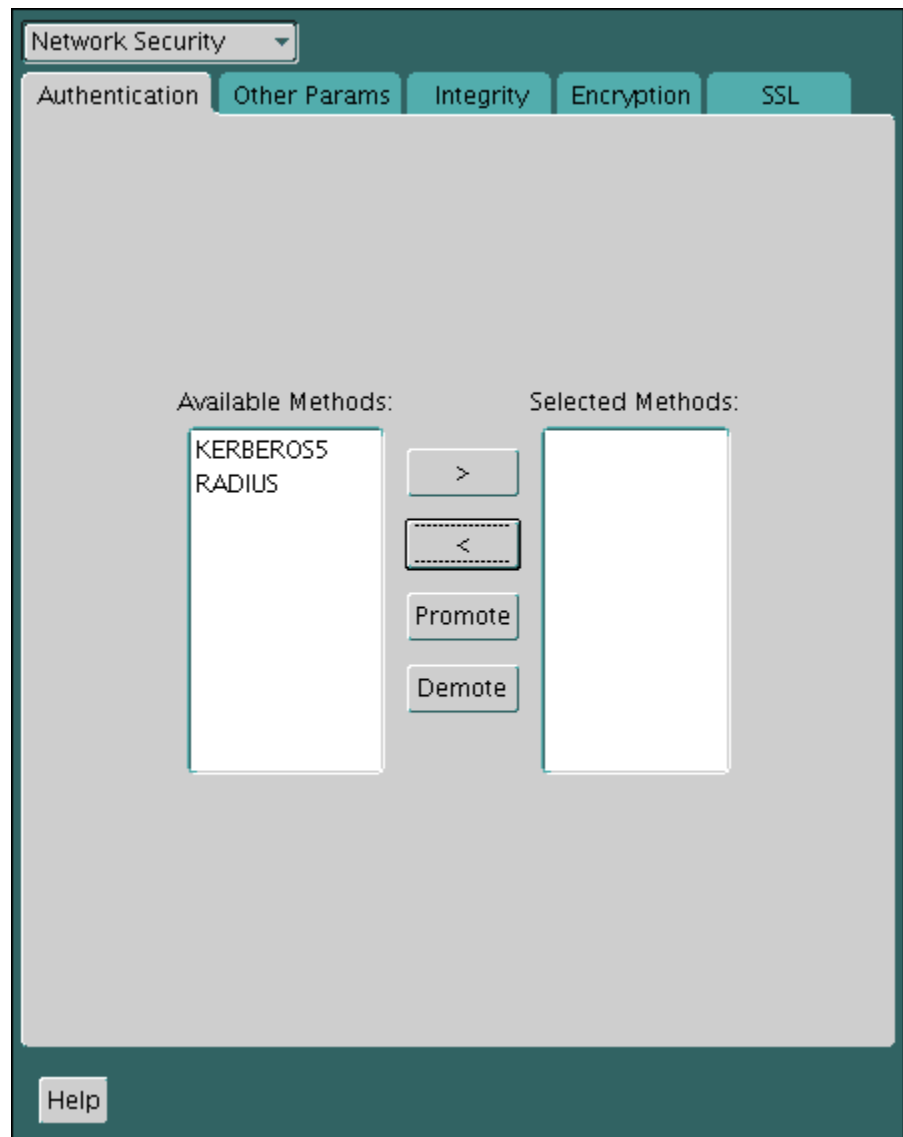 Network Security
Authentication Other Params Integrity Encryption SSL
Available Methods: Selected Methods:
KERBEROS5
RADIUS
>
<
Promote
Demote
Help